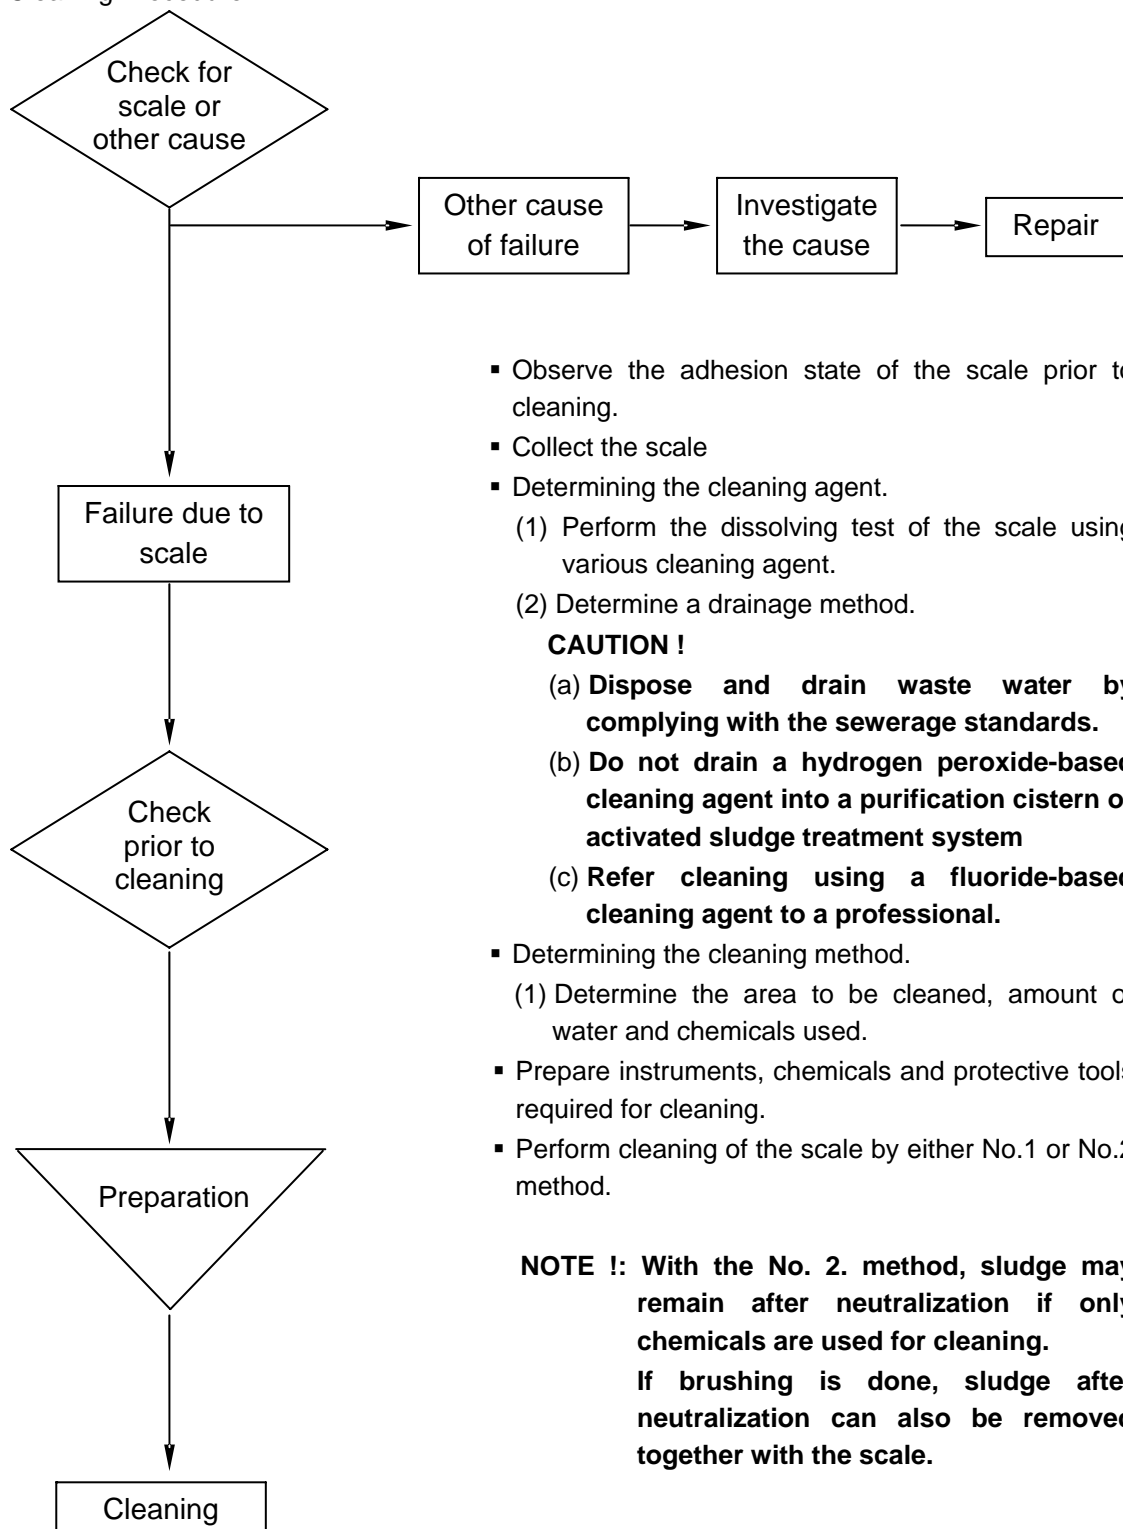 Check for
scale or
other cause
Other cause
of failure
Investigate
the cause
Repair
▪ Observe the adhesion state of the scale prior
cleaning.
▪ Collect the scale
▪ Determining the cleaning agent.
(1) Perform the dissolving test of the scale using
various cleaning agent.
(2) Determine a drainage method.
CAUTION !
(a) Dispose and drain waste water by
complying with the sewerage standards.
(b) Do not drain a hydrogen peroxide-based
cleaning agent into a purification cistern
activated sludge treatment system
(c) Refer cleaning using a fluoride-based
cleaning agent to a professional.
▪ Determining the cleaning method.
(1) Determine the area to be cleaned, amount
water and chemicals used.
▪ Prepare instruments, chemicals and protective tools
required for cleaning.
▪ Perform cleaning of the scale by either No.1 or No.2
method.
NOTE !: With the No. 2. method, sludge may
remain after neutralization if only
chemicals are used for cleaning.
If brushing is done, sludge after
neutralization can also be removed
together with the scale.
Failure due to
scale
Check
prior to
cleaning
Preparation
Cleaning